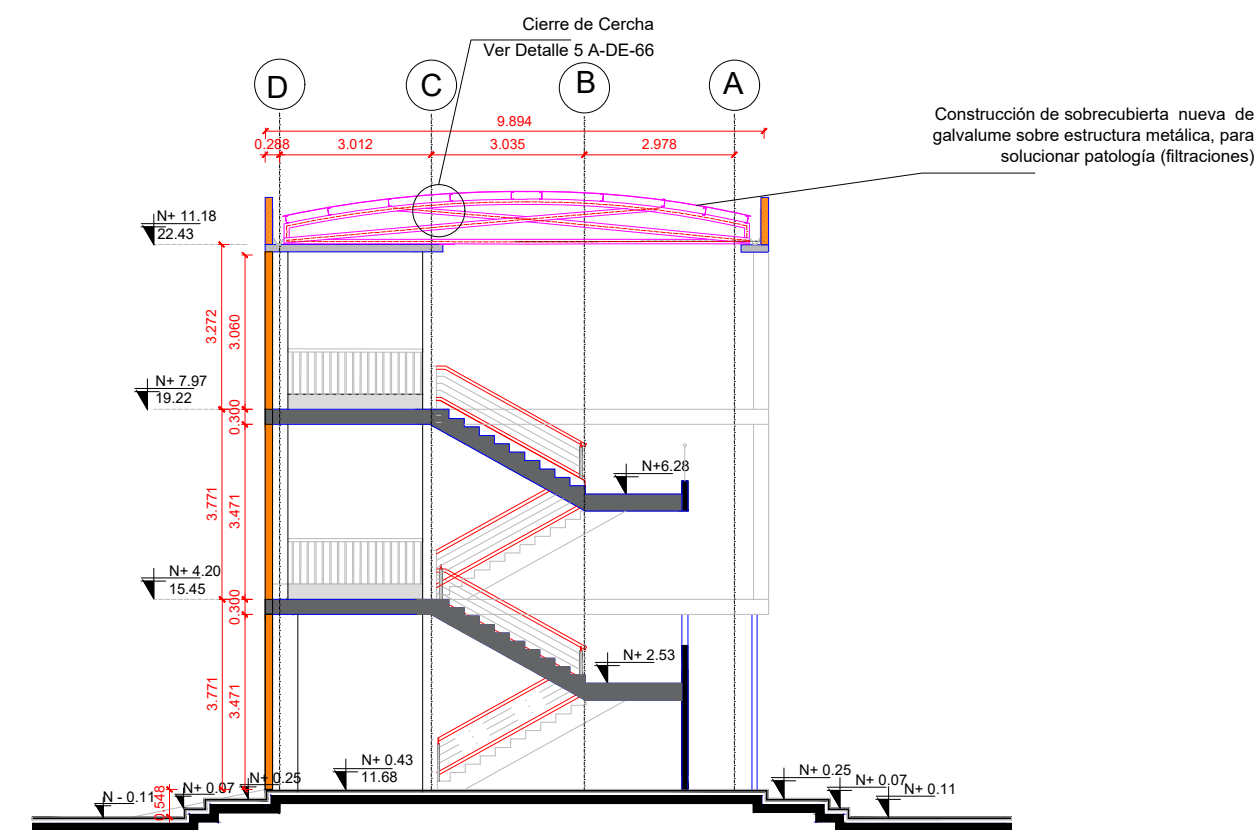 Cierre de Cercha
Ver Detalle 5 A-DE-66
D
C
B
A
Construcción de sobrecubierta nueva de
galvalume sobre estructura metálica, para
solucionar patología (filtraciones)
9.894
0.288
3.012
3.035
2.978
N+ 11.18
22.43
3.272
3.060
N+ 7.97
19.22
0.300
N+6.28
3.771
3.471
N+ 4.20
15.45
0.300
N+ 2.53
3.771
3.471
N+ 0.43
11.68
N+ 0.25
N+ 0.07
N - 0.11
0.548
N+ 0.25
N+ 0.07
N+ 0.11